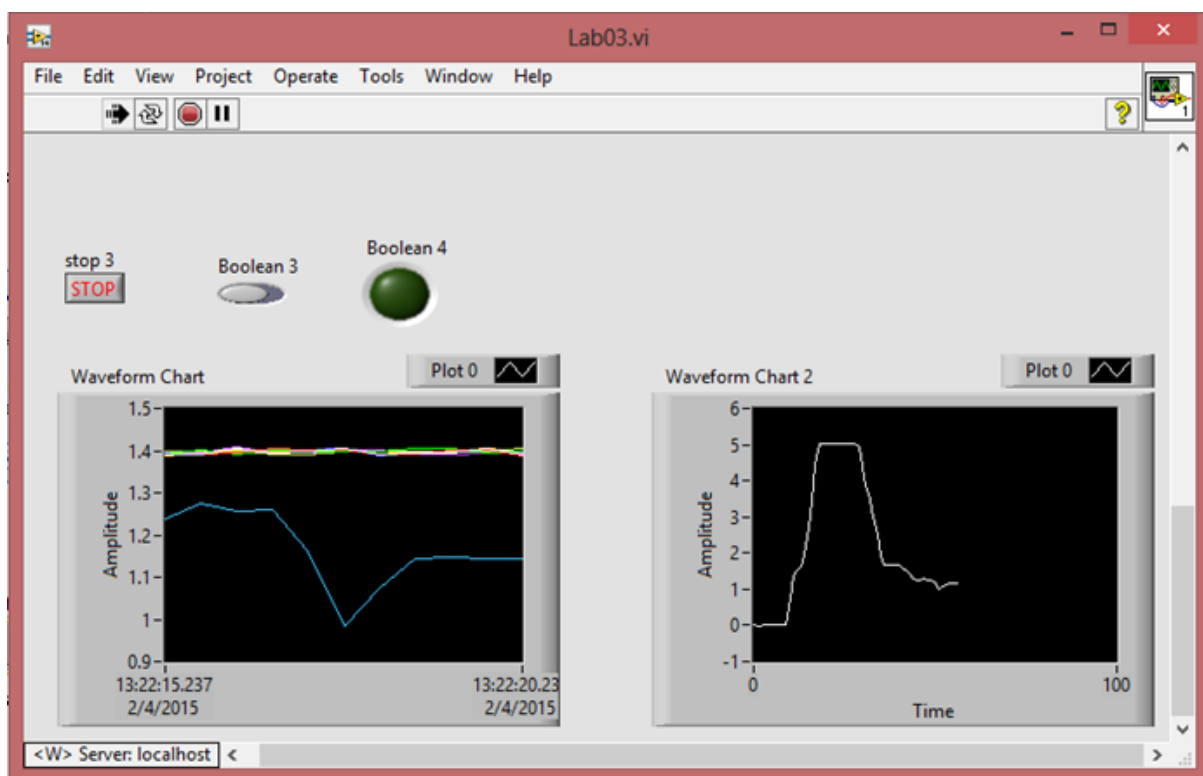 Lab03.vi
File Edit View Project Operate Tools Window Help
?
1
stop 3
STOP
Boolean 3
Boolean 4
Waveform Chart
Plot 0
Amplitude
1.5
1.4
1.3
1.2
1.1
1
0.9
13:22:15.237
2/4/2015
13:22:20.23
2/4/2015
Waveform Chart 2
Plot 0
Amplitude
6
5
4
3
2
1
0
-1
0
100
Time
<W> Server: localhost